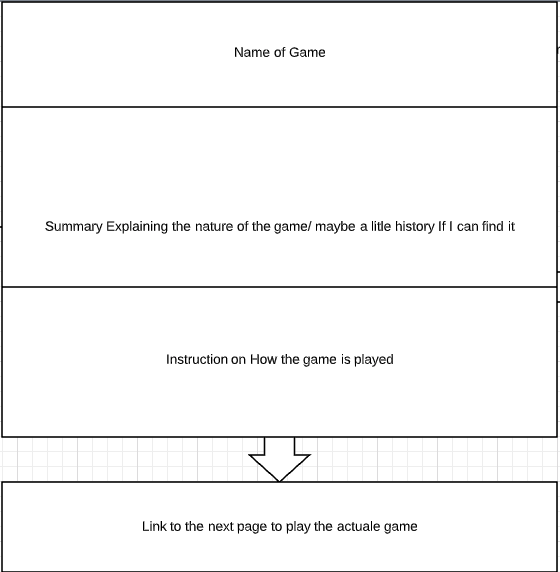 Name of Game
Summary Explaining the nature of the game/ maybe a litle history If I can find it
Instruction on How the game is played
Link to the next page to play the actuale game